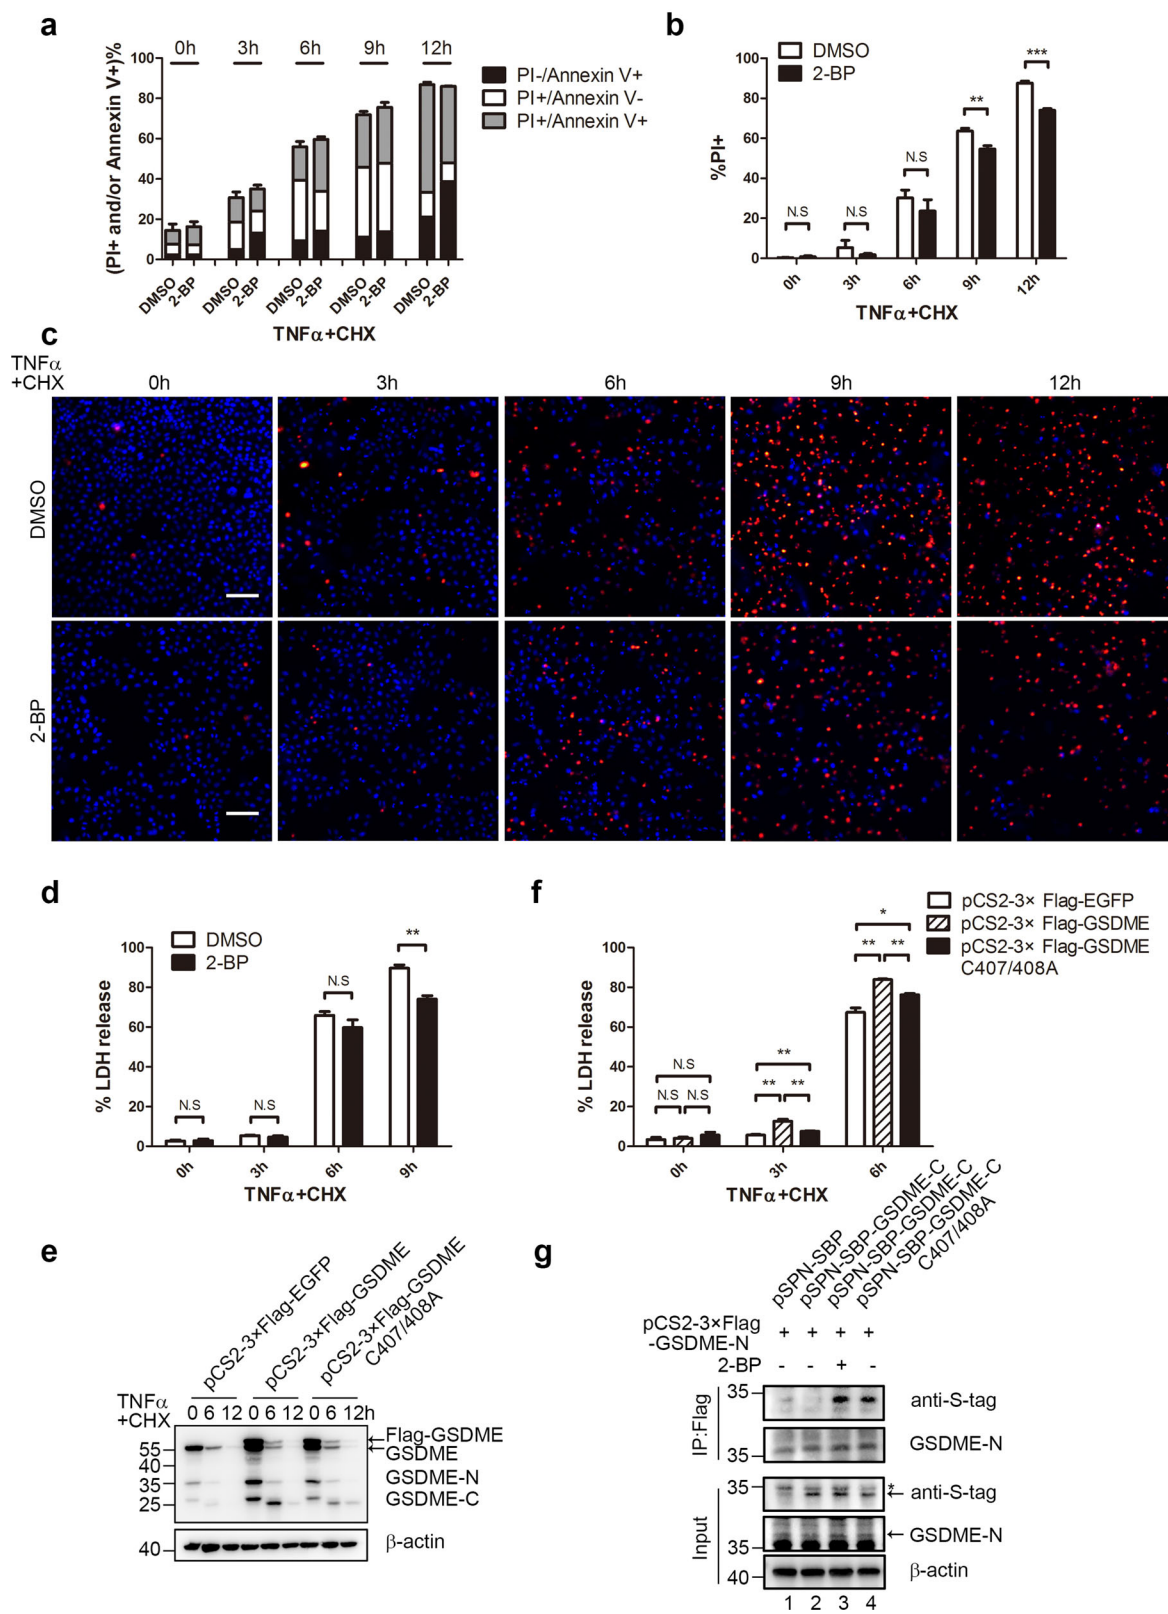 a
0h 3h 6h 9h 12h
(PI+ and/or Annexin V+)%
100
80
60
40
20
0
PI-/Annexin V+
PI+/Annexin V-
PI+/Annexin V+
DMSO 2-BP DMSO 2-BP DMSO 2-BP DMSO 2-BP DMSO 2-BP
TNFα+CHX
b
DMSO
2-BP
%PI+
100
80
60
40
20
0
N.S N.S N.S ** ***
0h 3h 6h 9h 12h
TNFα+CHX
c
TNFα
+CHX
0h 3h 6h 9h 12h
DMSO
2-BP
d
DMSO
2-BP
% LDH release
100
80
60
40
20
0
N.S N.S N.S **
0h 3h 6h 9h
TNFα+CHX
f
pCS2-3× Flag-EGFP
pCS2-3× Flag-GSDME
pCS2-3× Flag-GSDME
C407/408A
% LDH release
100
80
60
40
20
0
N.S ** *
N.S N.S ** ** ** **
0h 3h 6h
TNFα+CHX
e
pCS2-3×Flag-EGFP
pCS2-3×Flag-GSDME
pCS2-3×Flag-GSDME
C407/408A
TNFα
+CHX
0 6 12 0 6 12 0 6 12h
55
40
35
25
Flag-GSDME
GSDME
GSDME-N
GSDME-C
40
β-actin
g
pSPN-SBP
pSPN-SBP-GSDME-C
pSPN-SBP-GSDME-C
pSPN-SBP-GSDME-C
C407/408A
pCS2-3×Flag
-GSDME-N
+ + + +
2-BP - - + -
IP:Flag
35 anti-S-tag
35 GSDME-N
Input
35 * anti-S-tag
35 GSDME-N
40 β-actin
1 2 3 4